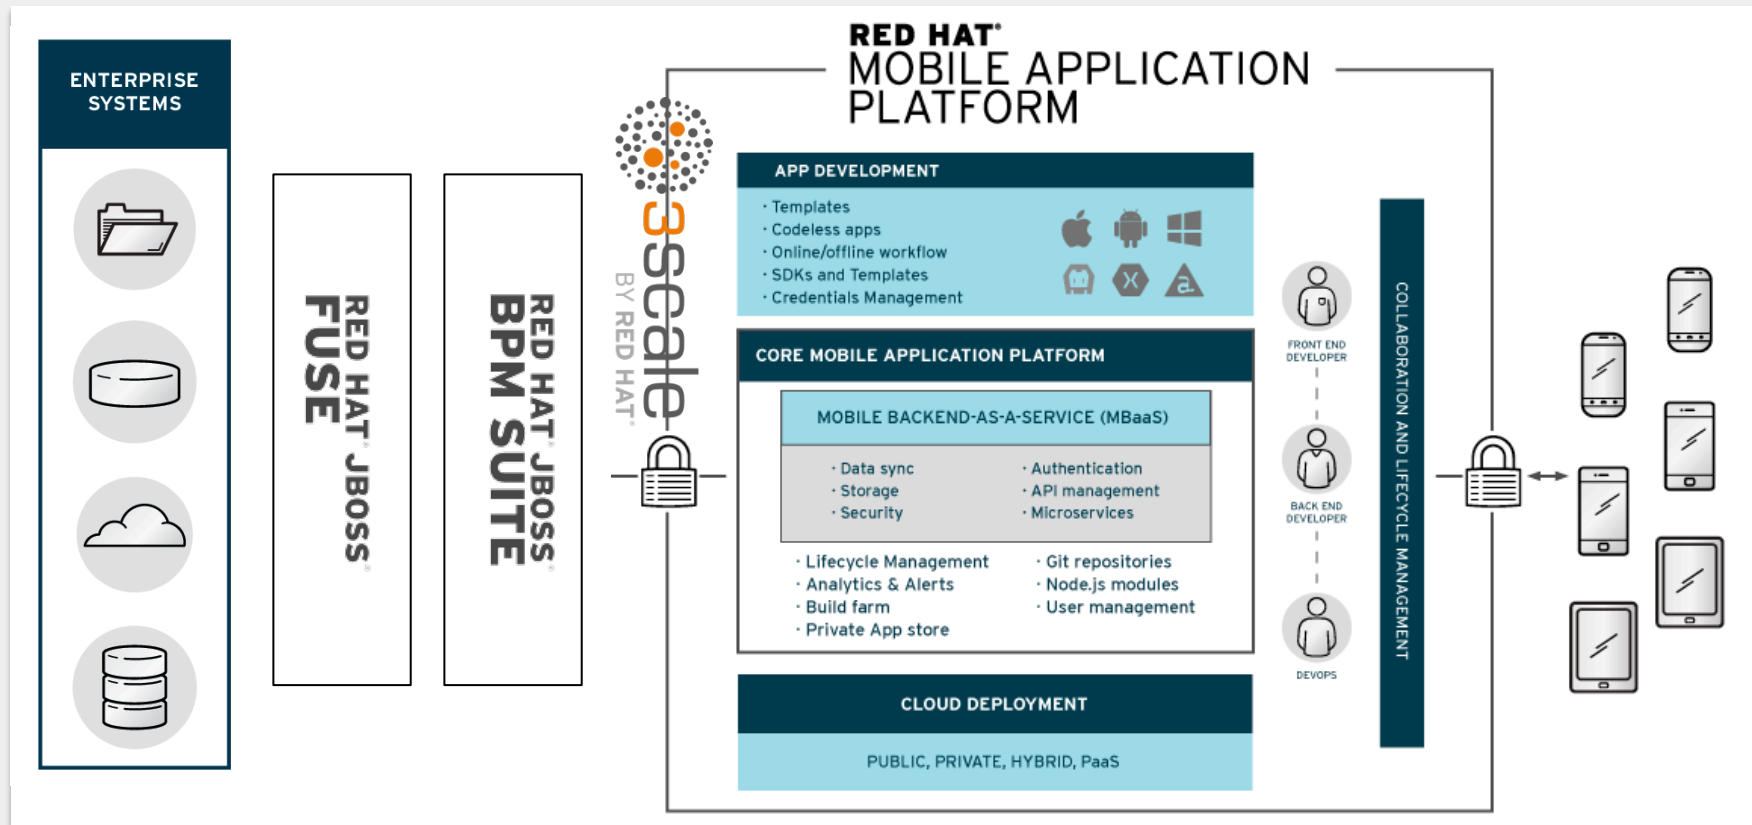 ENTERPRISE
SYSTEMS
RED HAT® JBOSS®
FUSE
RED HAT® JBOSS®
BPM SUITE
3scale
BY RED HAT®
RED HAT®
MOBILE APPLICATION
PLATFORM
APP DEVELOPMENT
· Templates
· Codeless apps
· Online/offline workflow
· SDKs and Templates
· Credentials Management
CORE MOBILE APPLICATION PLATFORM
MOBILE BACKEND-AS-A-SERVICE (MBaaS)
· Data sync
· Storage
· Security
· Authentication
· API management
· Microservices
· Lifecycle Management
· Analytics & Alerts
· Build farm
· Private App store
· Git repositories
· Node.js modules
· User management
CLOUD DEPLOYMENT
PUBLIC, PRIVATE, HYBRID, PaaS
FRONT END
DEVELOPER
BACK END
DEVELOPER
DEVOPS
COLLABORATION AND LIFECYCLE MANAGEMENT